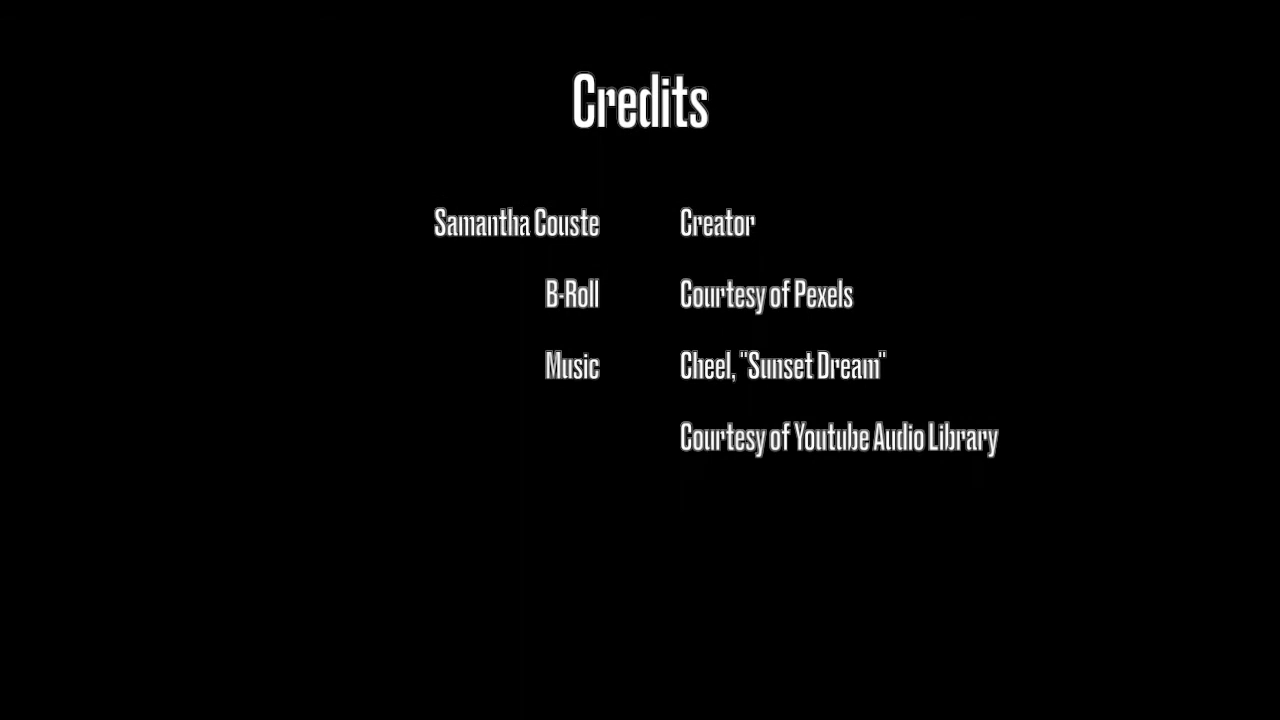 Credits
Samantha Couste Creator
B-Roll Courtesy of Pexels
Music Cheel, "Sunset Dream"
Courtesy of Youtube Audio Library